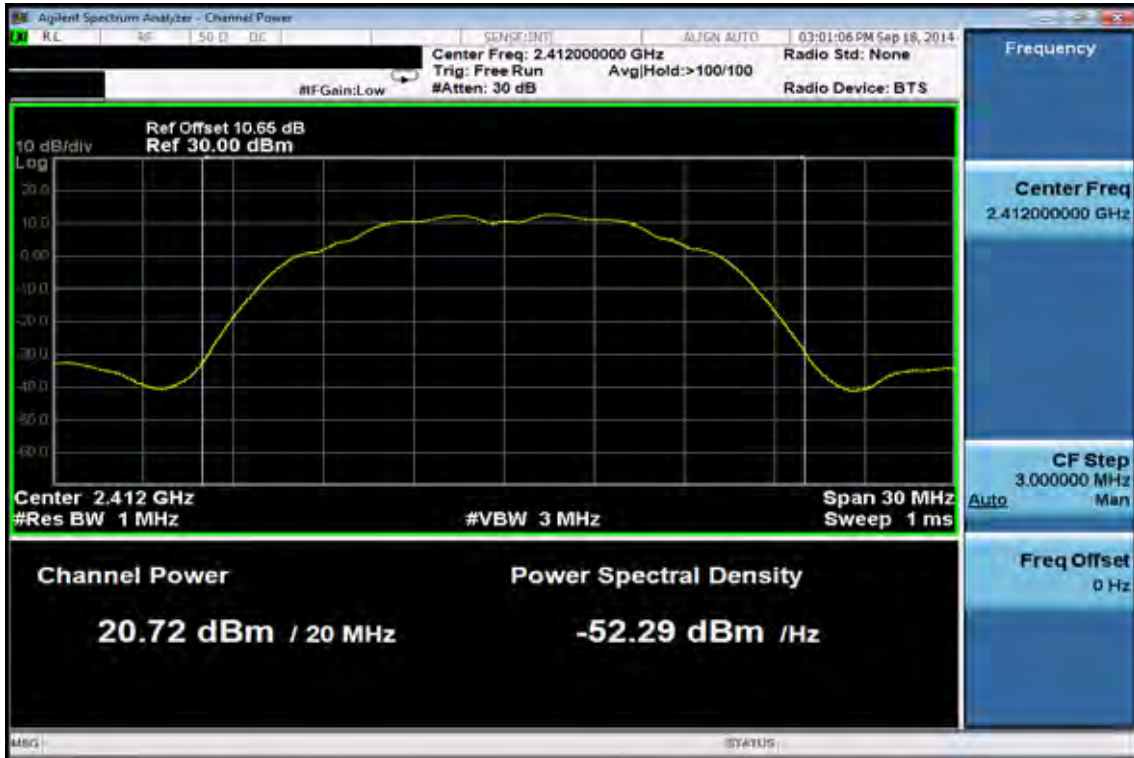 Agilent Spectrum Analyzer - Channel Power
RL RF 50 Ω DC SENSE:INT ALIGN AUTO 03:01:06 PM Sep 18, 2014
Center Freq: 2.412000000 GHz Radio Std: None
Trig: Free Run Avg|Hold:>100/100
#IFGain:Low #Atten: 30 dB Radio Device: BTS
Ref Offset 10.65 dB
10 dB/div Ref 30.00 dBm
Log
20.0
10.0
0.00
-10.0
-20.0
-30.0
-40.0
-50.0
-60.0
Center 2.412 GHz Span 30 MHz
#Res BW 1 MHz #VBW 3 MHz Sweep 1 ms
Channel Power Power Spectral Density
20.72 dBm / 20 MHz -52.29 dBm /Hz
MSG STATUS
Frequency
Center Freq
2.412000000 GHz
CF Step
3.000000 MHz
Auto Man
Freq Offset
0 Hz